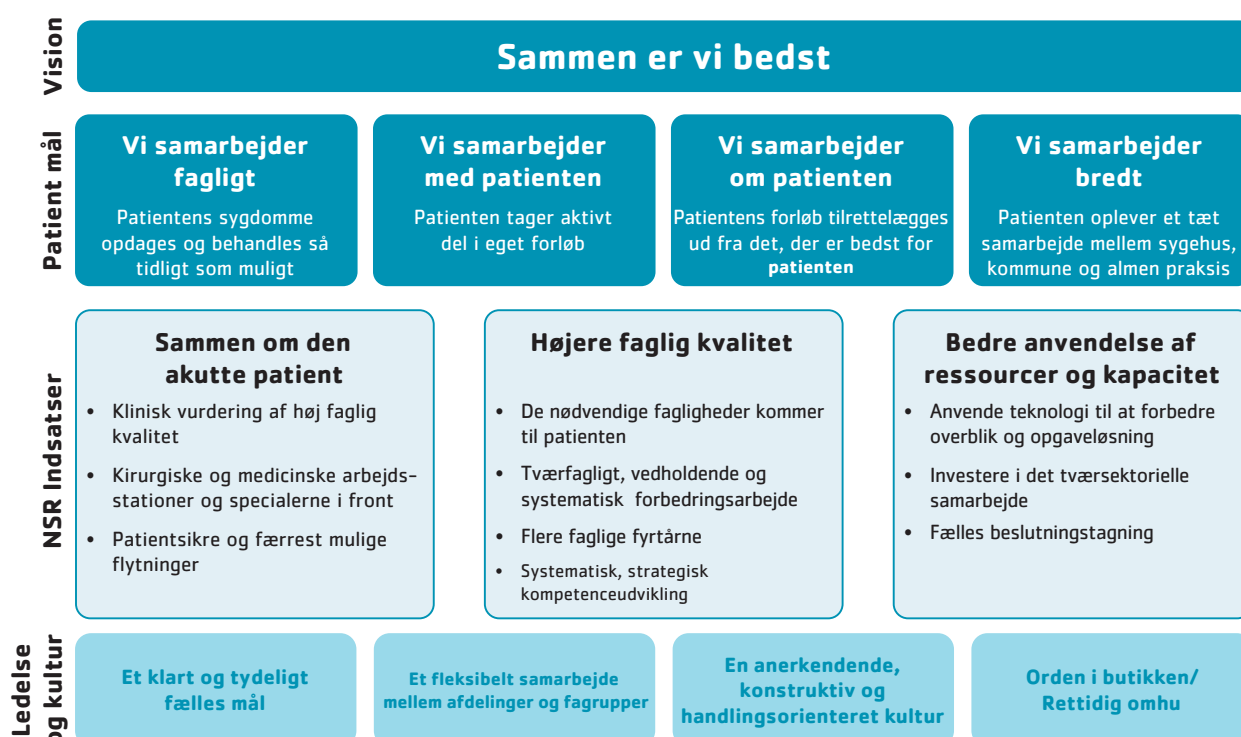 Vision
Sammen er vi bedst
Patient mål
Vi samarbejder
fagligt
Patientens sygdomme
opdages og behandles så
tidligt som muligt
Vi samarbejder
med patienten
Patienten tager aktivt
del i eget forløb
Vi samarbejder
om patienten
Patientens forløb tilrettelægges
ud fra det, der er bedst for
patienten
Vi samarbejder
bredt
Patienten oplever et tæt
samarbejde mellem sygehus,
kommune og almen praksis
NSR Indsatser
Sammen om den
akutte patient
• Klinisk vurdering af høj faglig
kvalitet
• Kirurgiske og medicinske arbejds-
stationer og specialerne i front
• Patientsikre og færrest mulige
flytninger
Højere faglig kvalitet
• De nødvendige fagligheder kommer
til patienten
• Tværfagligt, vedholdende og
systematisk forbedringsarbejde
• Flere faglige fyrtårne
• Systematisk, strategisk
kompetenceudvikling
Bedre anvendelse af
ressourcer og kapacitet
• Anvende teknologi til at forbedre
overblik og opgaveløsning
• Investere i det tværsektorielle
samarbejde
• Fælles beslutningstagning
Ledelse
og kultur
Et klart og tydeligt
fælles mål
Et fleksibelt samarbejde
mellem afdelinger og fagrupper
En anerkendende,
konstruktiv og
handlingsorienteret kultur
Orden i butikken/
Rettidig omhu